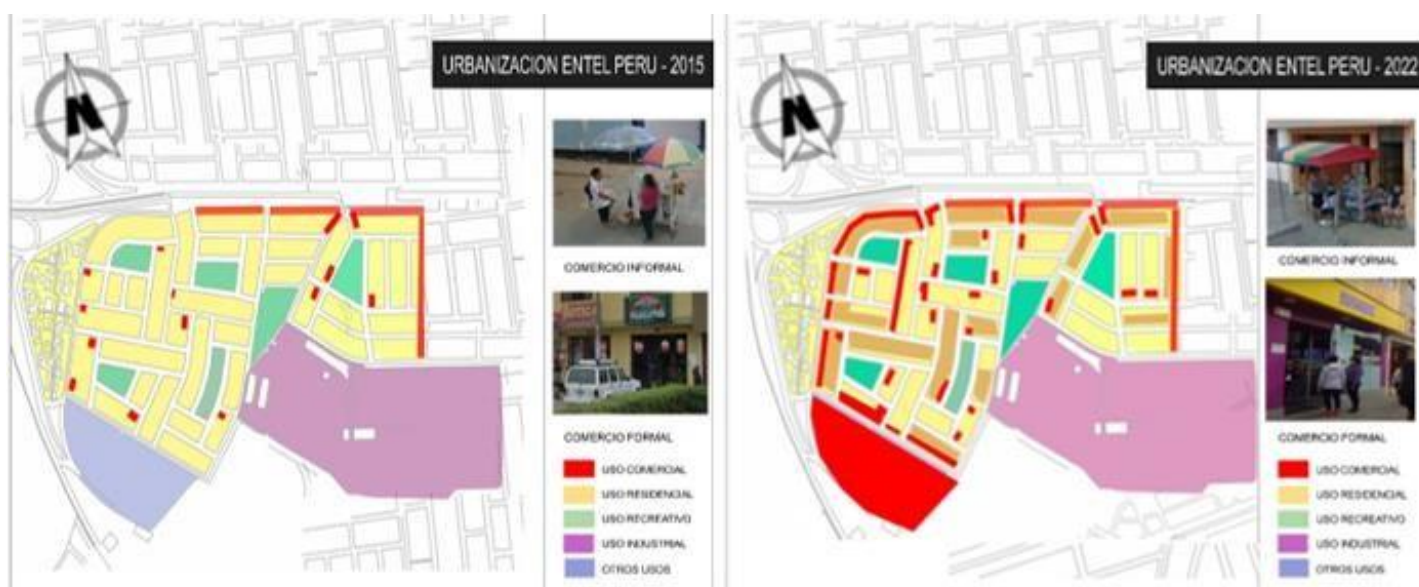 URBANIZACION ENTEL PERU - 2015
N
COMERCIO INFORMAL
COMERCIO FORMAL
USO COMERCIAL
USO RESIDENCIAL
USO RECREATIVO
USO INDUSTRIAL
OTROS USOS
URBANIZACION ENTEL PERU - 2022
N
COMERCIO INFORMAL
COMERCIO FORMAL
USO COMERCIAL
USO RESIDENCIAL
USO RECREATIVO
USO INDUSTRIAL
OTROS USOS